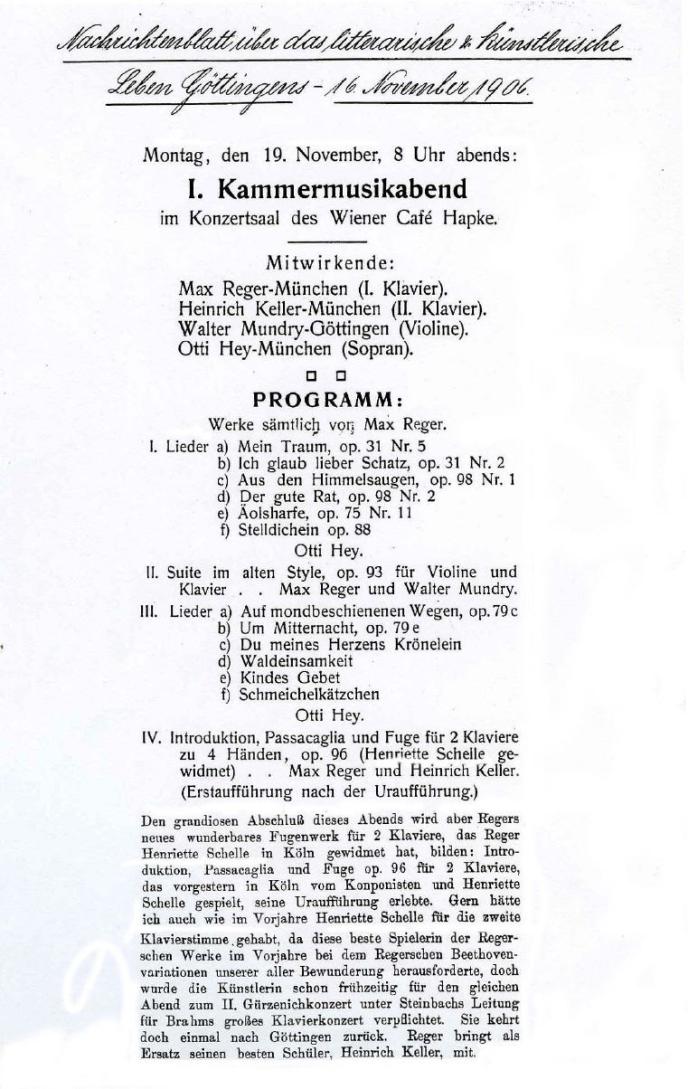 Nachrichtenblatt über das litterarische & künstlerische
Leben Göttingens - 16. November 1906.
Montag, den 19. November, 8 Uhr abends:
I. Kammermusikabend
im Konzertsaal des Wiener Café Hapke.
Mitwirkende:
Max Reger-München (I. Klavier).
Heinrich Keller-München (II. Klavier).
Walter Mundry-Göttingen (Violine).
Otti Hey-München (Sopran).
PROGRAMM:
Werke sämtlich von Max Reger.
I. Lieder a) Mein Traum, op. 31 Nr. 5
b) Ich glaub lieber Schatz, op. 31 Nr. 2
c) Aus den Himmelsaugen, op. 98 Nr. 1
d) Der gute Rat, op. 98 Nr. 2
e) Äolsharfe, op. 75 Nr. 11
f) Stelldichein op. 88
Otti Hey.
II. Suite im alten Style, op. 93 für Violine und
Klavier . . Max Reger und Walter Mundry.
III. Lieder a) Auf mondbeschienenen Wegen, op. 79 c
b) Um Mitternacht, op. 79 e
c) Du meines Herzens Krönelein
d) Waldeinsamkeit
e) Kindes Gebet
f) Schmeichelkätzchen
Otti Hey.
IV. Introduktion, Passacaglia und Fuge für 2 Klaviere
zu 4 Händen, op. 96 (Henriette Schelle ge-
widmet) . . Max Reger und Heinrich Keller.
(Erstaufführung nach der Uraufführung.)
Den grandiosen Abschluß dieses Abends wird aber Regers
neues wunderbares Fugenwerk für 2 Klaviere, das Reger
Henriette Schelle in Köln gewidmet hat, bilden: Intro-
duktion, Passacaglia und Fuge op. 96 für 2 Klaviere,
das vorgestern in Köln vom Konponisten und Henriette
Schelle gespielt, seine Uraufführung erlebte. Gern hätte
ich auch wie im Vorjahre Henriette Schelle für die zweite
Klavierstimme gehabt, da diese beste Spielerin der Reger-
schen Werke im Vorjahre bei dem Regerschen Beethoven-
variationen unserer aller Bewunderung herausforderte, doch
wurde die Künstlerin schon frühzeitig für den gleichen
Abend zum II. Gürzenichkonzert unter Steinbachs Leitung
für Brahms großes Klavierkonzert verpflichtet. Sie kehrt
doch einmal nach Göttingen zurück. Reger bringt als
Ersatz seinen besten Schüler, Heinrich Keller, mit.